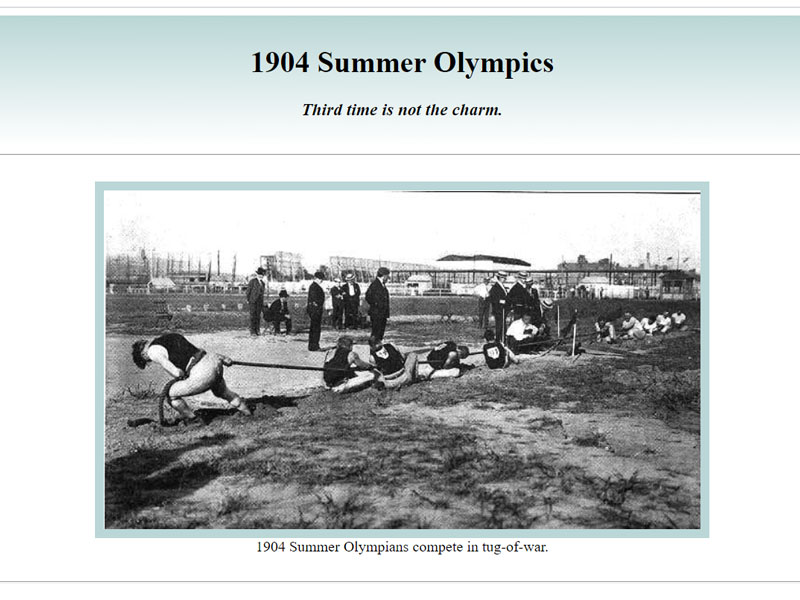 1904 Summer Olympics
Third time is not the charm.
1904 Summer Olympians compete in tug-of-war.